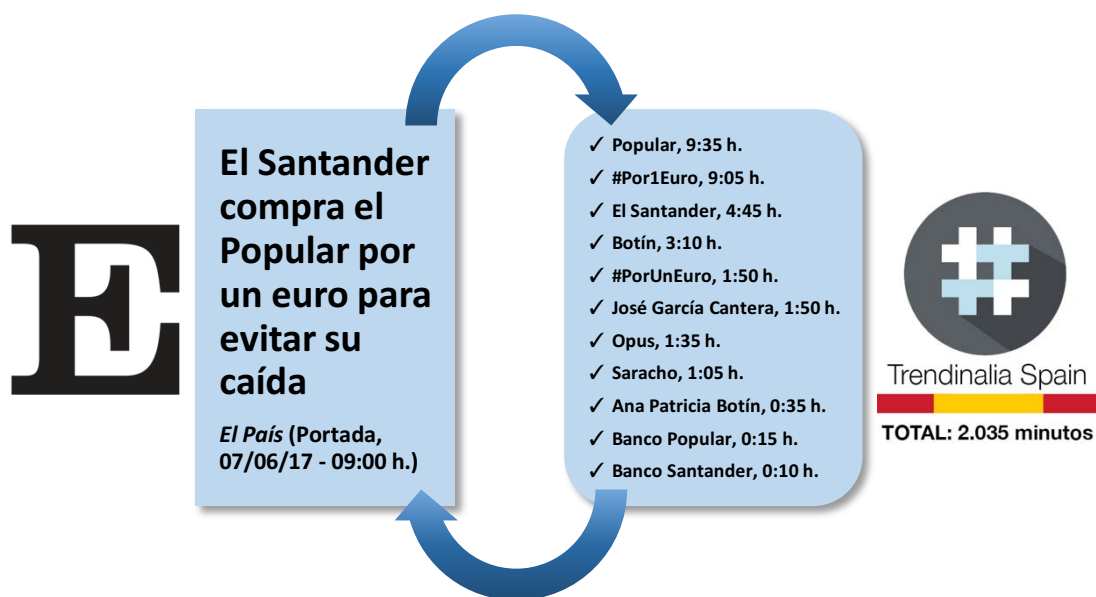 E
El Santander
compra el
Popular por
un euro para
evitar su
caída
El País (Portada,
07/06/17 - 09:00 h.)
✓ Popular, 9:35 h.
✓ #Por1Euro, 9:05 h.
✓ El Santander, 4:45 h.
✓ Botín, 3:10 h.
✓ #PorUnEuro, 1:50 h.
✓ José García Cantera, 1:50 h.
✓ Opus, 1:35 h.
✓ Saracho, 1:05 h.
✓ Ana Patricia Botín, 0:35 h.
✓ Banco Popular, 0:15 h.
✓ Banco Santander, 0:10 h.
#
Trendinalia Spain
TOTAL: 2.035 minutos